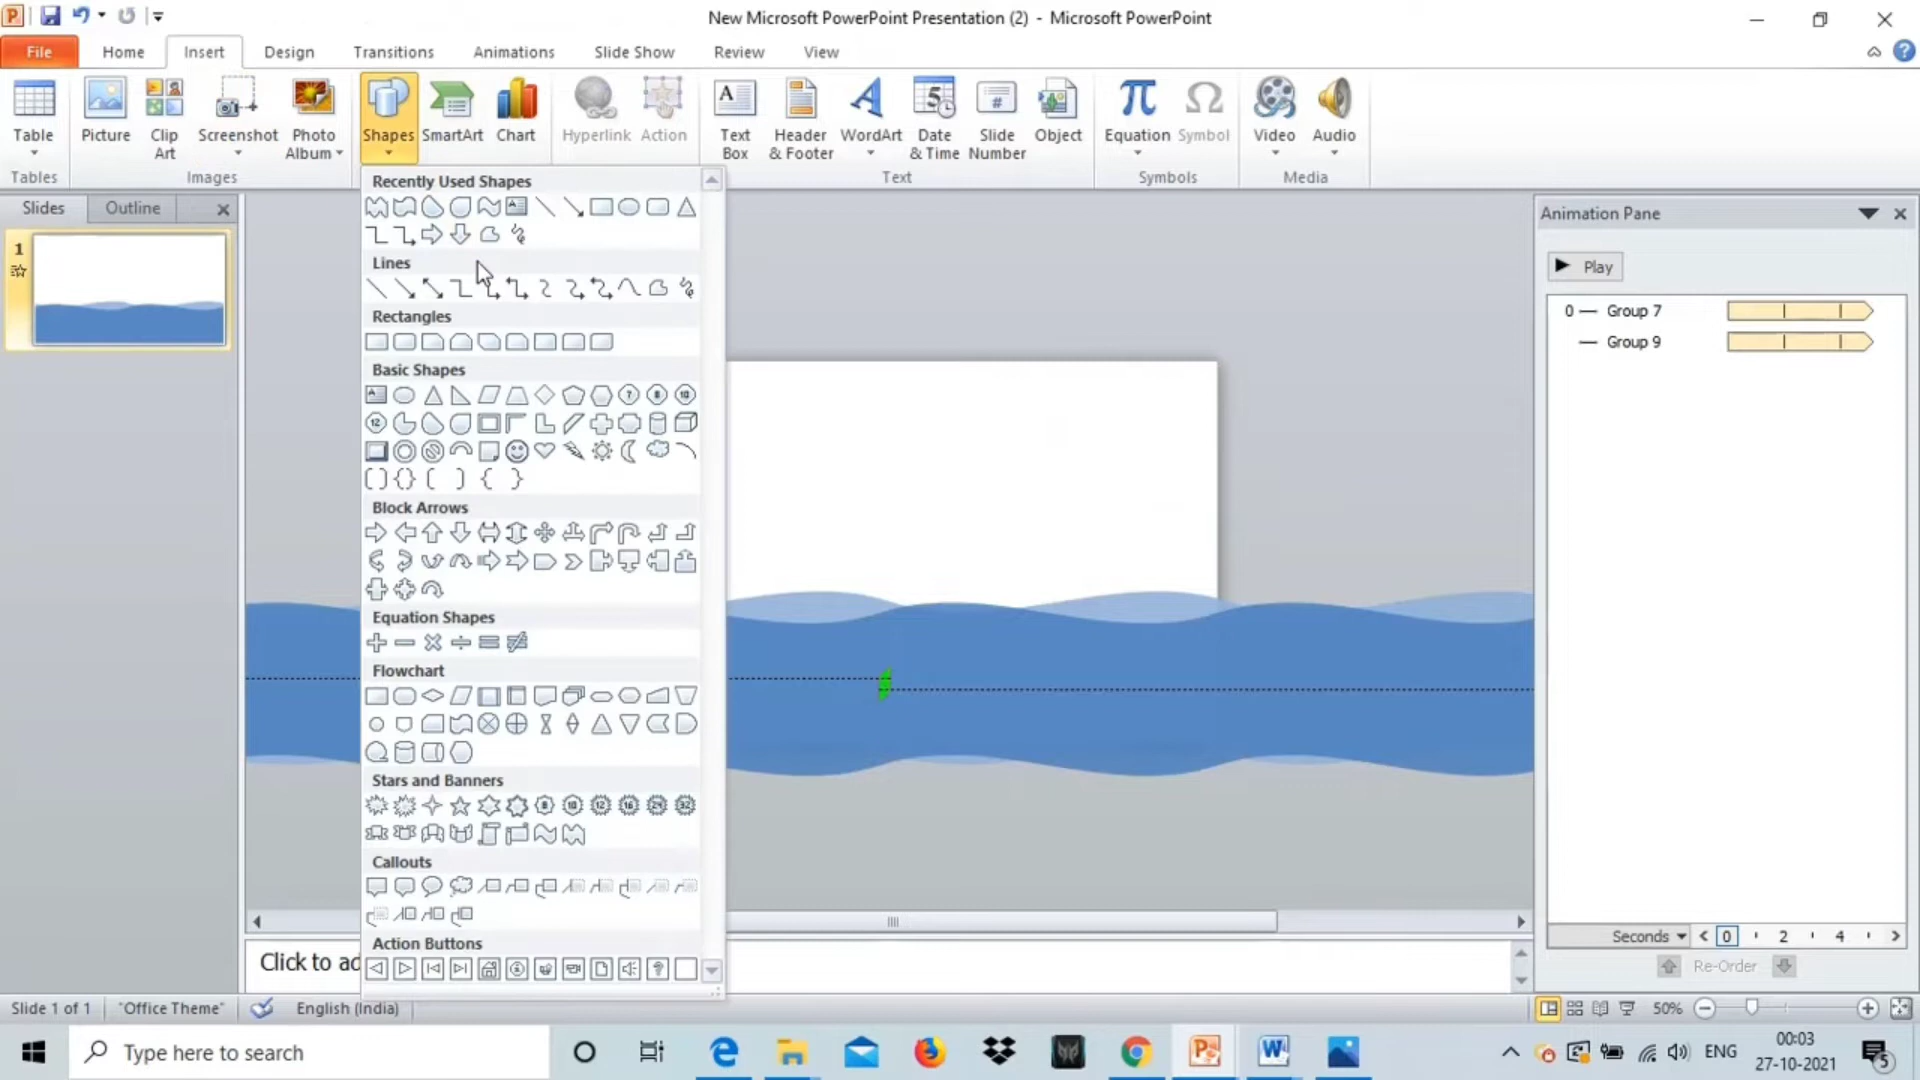 New Microsoft PowerPoint Presentation (2) - Microsoft PowerPoint
File Home Insert Design Transitions Animations Slide Show Review View
Table
Picture
Clip Art
Screenshot
Photo Album
Shapes
SmartArt
Chart
Hyperlink
Action
Text Box
Header & Footer
WordArt
Date & Time
Slide Number
Object
Equation
Symbol
Video
Audio
Tables
Images
Text
Symbols
Media
Slides
Outline
1
Recently Used Shapes
Lines
Rectangles
Basic Shapes
Block Arrows
Equation Shapes
Flowchart
Stars and Banners
Callouts
Action Buttons
Animation Pane
Play
0 Group 7
Group 9
Seconds 0 2 4
Re-Order
Click to ad
Slide 1 of 1
"Office Theme"
English (India)
50%
Type here to search
ENG
00:03
27-10-2021
5